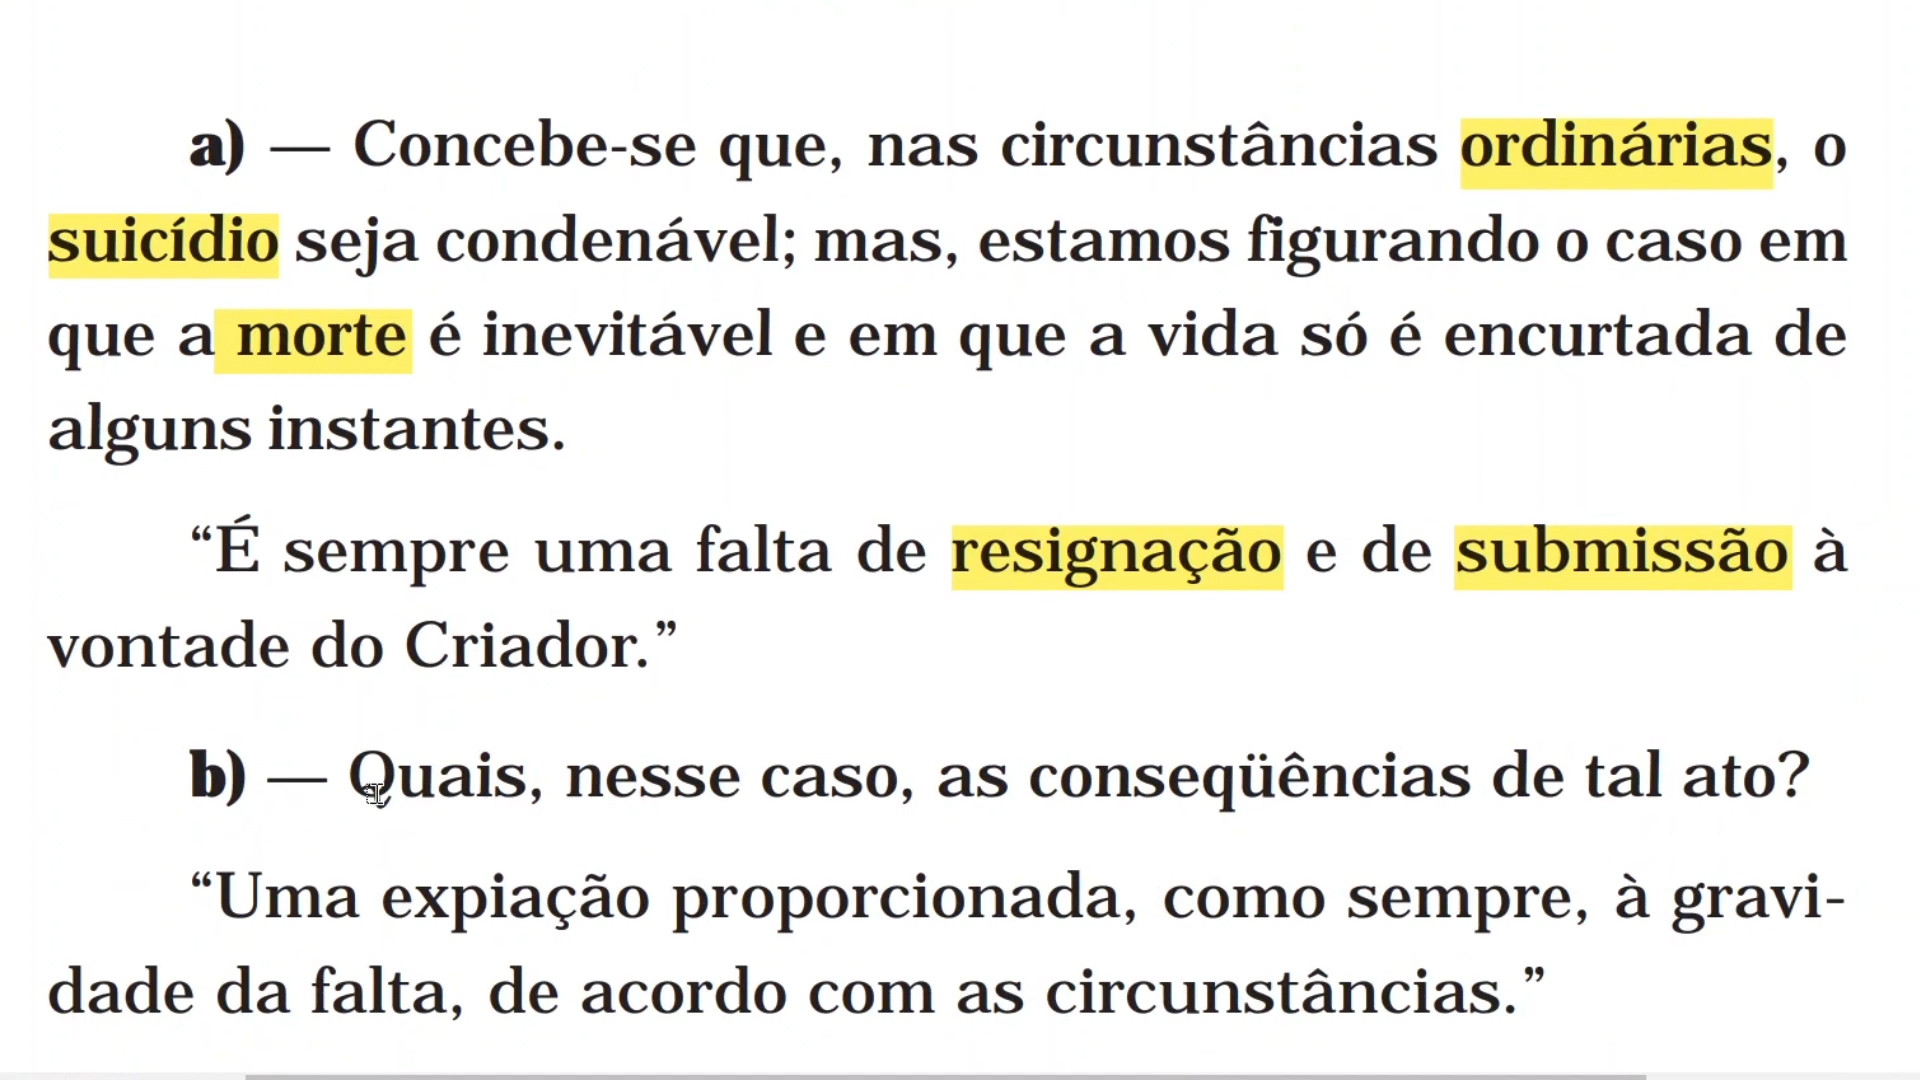 a) — Concebe-se que, nas circunstâncias ordinárias, o
suicídio seja condenável; mas, estamos figurando o caso em
que a morte é inevitável e em que a vida só é encurtada de
alguns instantes.
“É sempre uma falta de resignação e de submissão à
vontade do Criador.”
b) — Quais, nesse caso, as conseqüências de tal ato?
“Uma expiação proporcionada, como sempre, à gravi-
dade da falta, de acordo com as circunstâncias.”